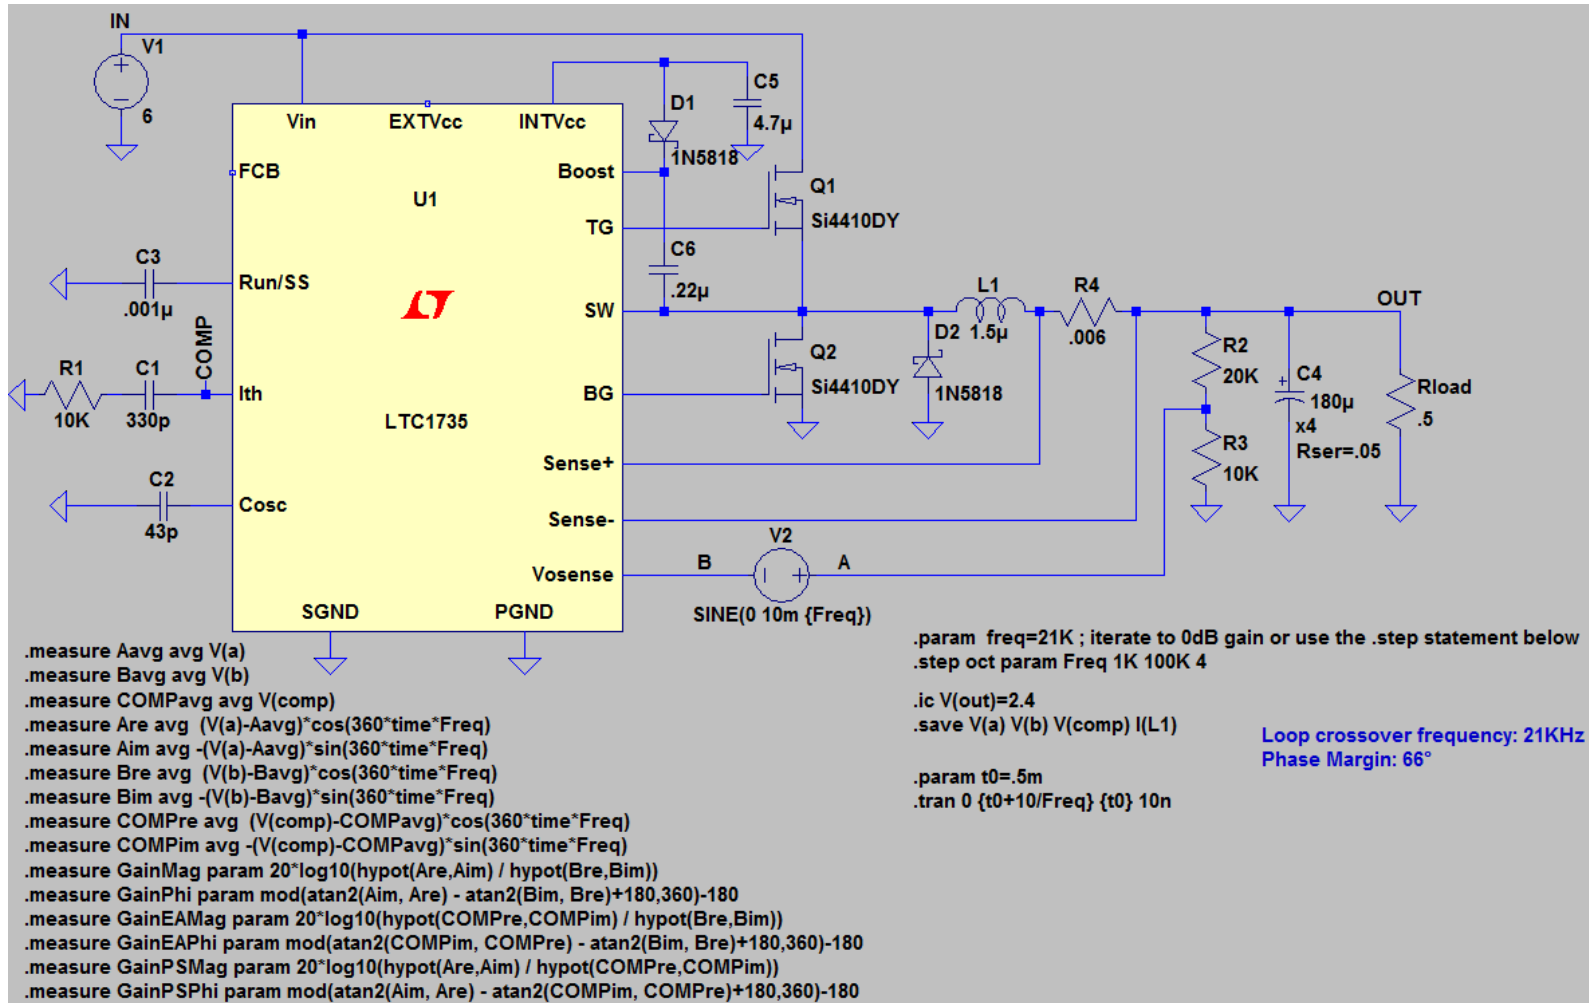 IN
V1
6
Vin
EXTVcc
INTVcc
FCB
U1
Boost
TG
Run/SS
SW
Ith
BG
LTC1735
Sense+
Cosc
Sense-
Vosense
SGND
PGND
D1
1N5818
C5
4.7µ
Q1
Si4410DY
C6
.22µ
C3
.001µ
COMP
R1
10K
C1
330p
C2
43p
Q2
Si4410DY
D2
1N5818
L1
1.5µ
R4
.006
OUT
R2
20K
C4
180µ
x4
Rser=.05
Rload
.5
R3
10K
V2
B
A
SINE(0 10m {Freq})
.measure Aavg avg V(a)
.measure Bavg avg V(b)
.measure COMPavg avg V(comp)
.measure Are avg (V(a)-Aavg)*cos(360*time*Freq)
.measure Aim avg -(V(a)-Aavg)*sin(360*time*Freq)
.measure Bre avg (V(b)-Bavg)*cos(360*time*Freq)
.measure Bim avg -(V(b)-Bavg)*sin(360*time*Freq)
.measure COMPre avg (V(comp)-COMPavg)*cos(360*time*Freq)
.measure COMPim avg -(V(comp)-COMPavg)*sin(360*time*Freq)
.measure GainMag param 20*log10(hypot(Are,Aim) / hypot(Bre,Bim))
.measure GainPhi param mod(atan2(Aim, Are) - atan2(Bim, Bre)+180,360)-180
.measure GainEAMag param 20*log10(hypot(COMPre,COMPim) / hypot(Bre,Bim))
.measure GainEAPhi param mod(atan2(COMPim, COMPre) - atan2(Bim, Bre)+180,360)-180
.measure GainPSMag param 20*log10(hypot(Are,Aim) / hypot(COMPre,COMPim))
.measure GainPSPhi param mod(atan2(Aim, Are) - atan2(COMPim, COMPre)+180,360)-180
.param freq=21K ; iterate to 0dB gain or use the .step statement below
.step oct param Freq 1K 100K 4
.ic V(out)=2.4
.save V(a) V(b) V(comp) I(L1)
.param t0=.5m
.tran 0 {t0+10/Freq} {t0} 10n
Loop crossover frequency: 21KHz
Phase Margin: 66°